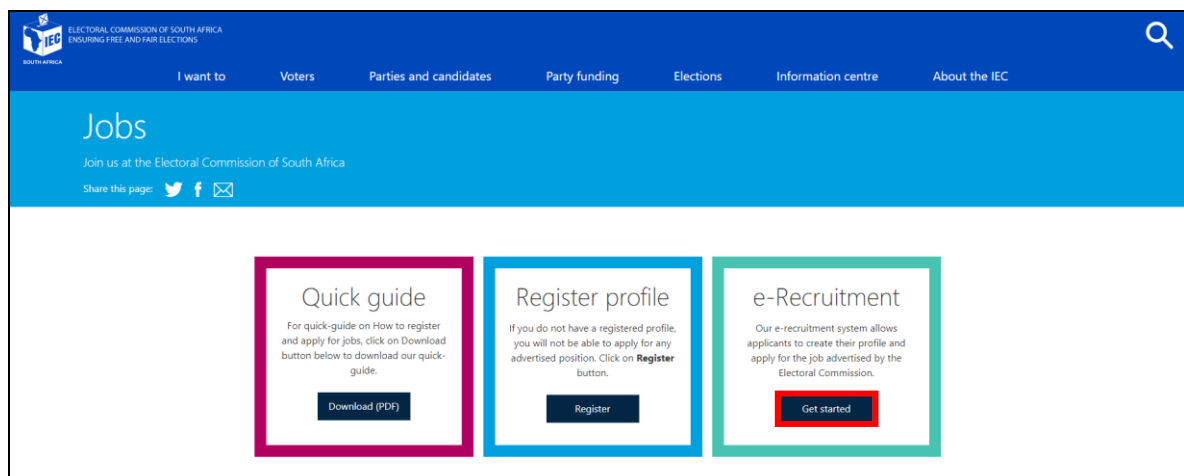 ELECTORAL COMMISSION OF SOUTH AFRICA
ENSURING FREE AND FAIR ELECTIONS
IEC
SOUTH AFRICA
I want to Voters Parties and candidates Party funding Elections Information centre About the IEC
Jobs
Join us at the Electoral Commission of South Africa
Share this page:
Quick guide
For quick-guide on How to register
and apply for jobs, click on Download
button below to download our quick-
guide.
Download (PDF)
Register profile
If you do not have a registered profile,
you will not be able to apply for any
advertised position. Click on Register
button.
Register
e-Recruitment
Our e-recruitment system allows
applicants to create their profile and
apply for the job advertised by the
Electoral Commission.
Get started